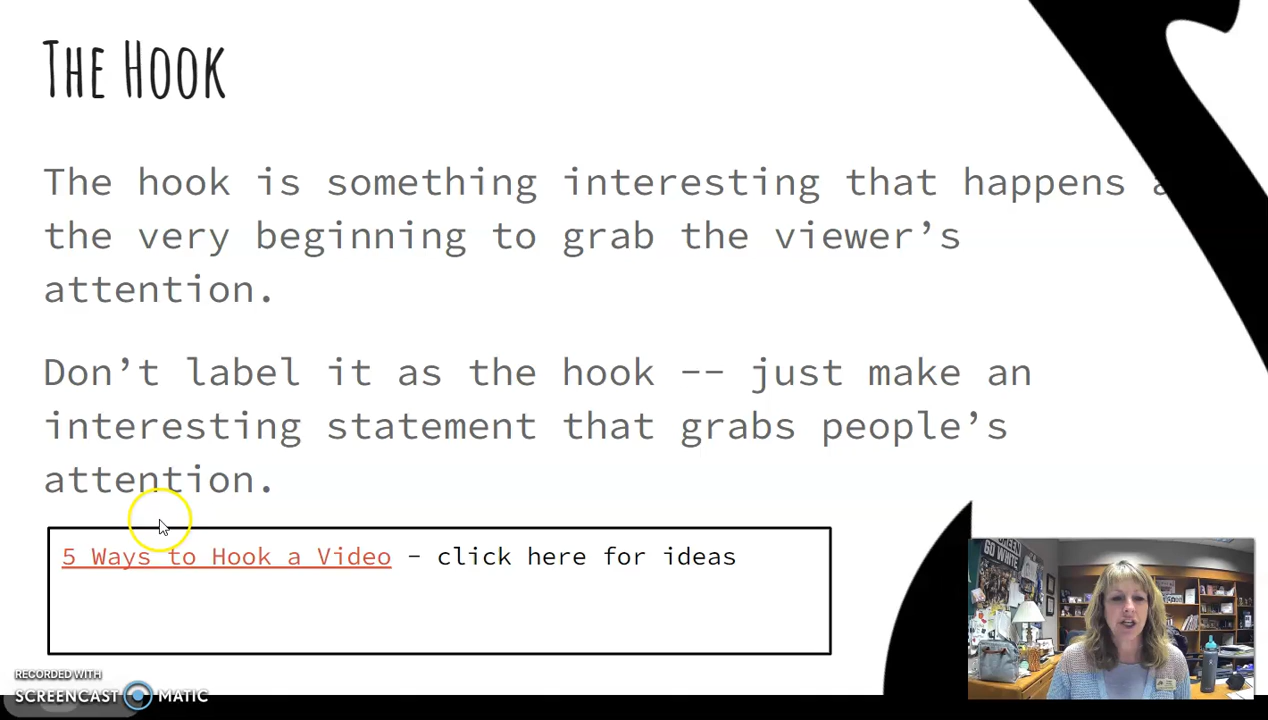 The Hook
The hook is something interesting that happens
the very beginning to grab the viewer's
attention.
Don't label it as the hook -- just make an
interesting statement that grabs people's
attention.
5 Ways to Hook a Video - click here for ideas
GO WHITE
RECORDED WITH
SCREENCAST MATIC